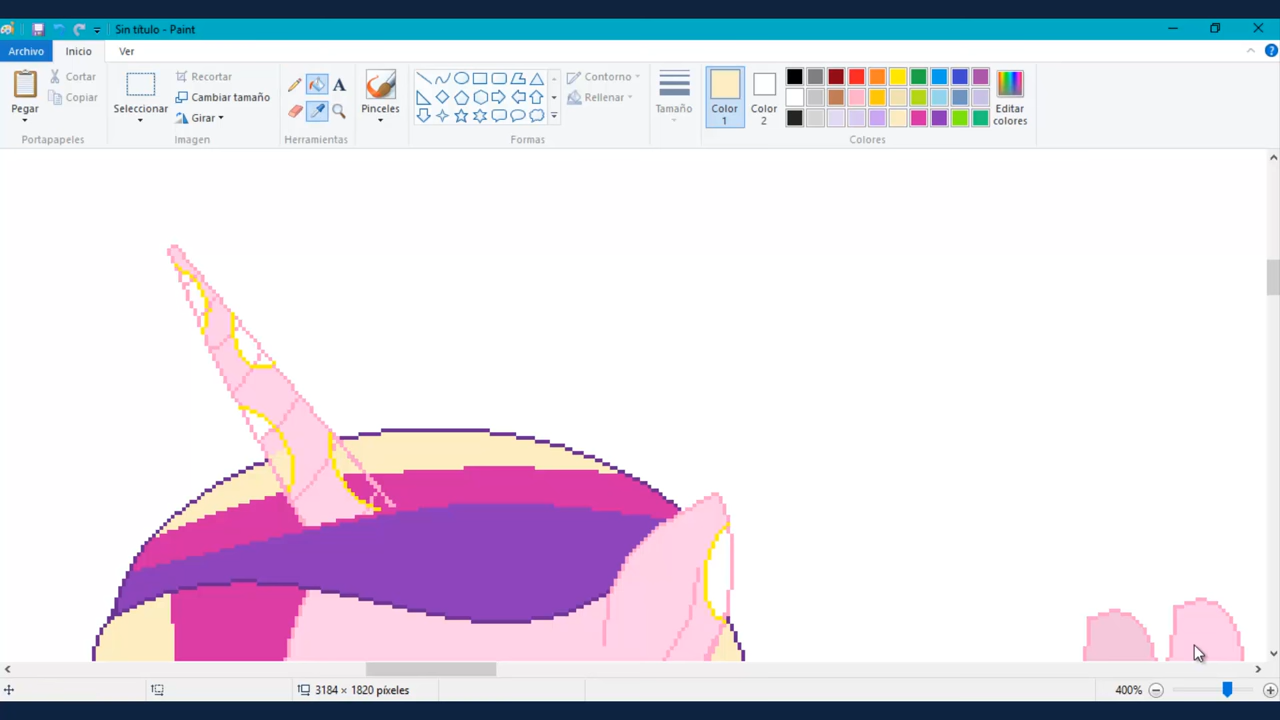 Sin título - Paint
Archivo Inicio Ver
Pegar
Cortar
Copiar
Portapapeles
Seleccionar
Recortar
Cambiar tamaño
Girar
Imagen
A
Herramientas
Pinceles
Contorno
Rellenar
Formas
Tamaño
Color 1
Color 2
Editar colores
Colores
3184 × 1820 píxeles
400%